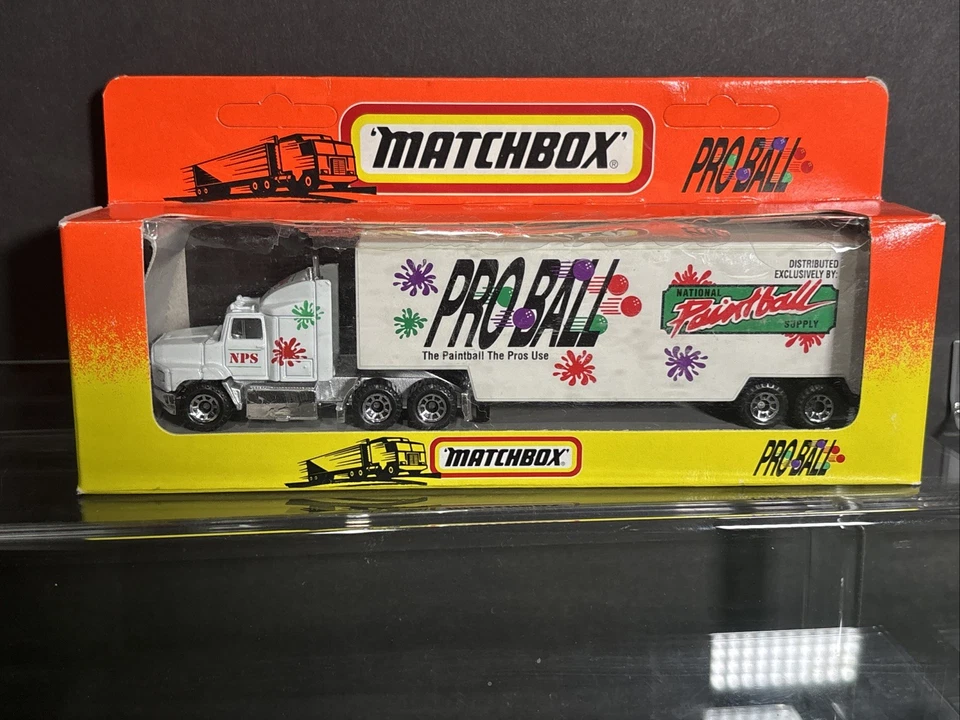 'MATCHBOX'®
PRO-BALL
PRO-BALL
The Paintball The Pros Use
DISTRIBUTED
EXCLUSIVELY BY:
NATIONAL
Paintball
SUPPLY
NPS
'MATCHBOX'
PRO-BALL